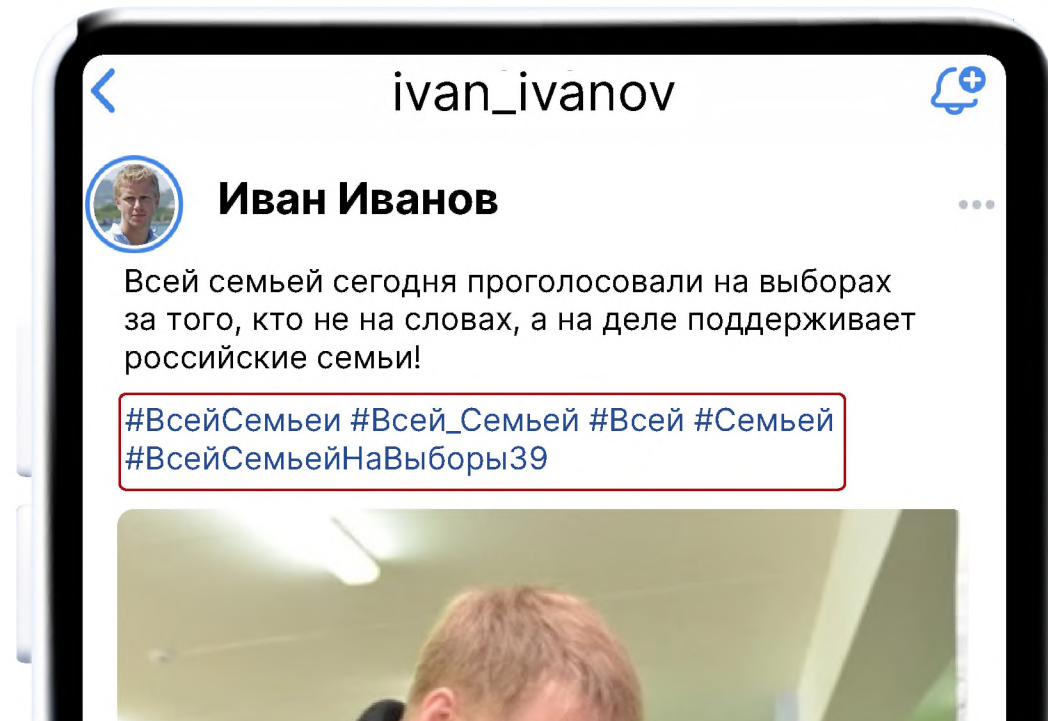 ivan_ivanov
Иван Иванов
Всей семьей сегодня проголосовали на выборах
за того, кто не на словах, а на деле поддерживает
российские семьи!
#ВсейСемьеи #Всей_Семьей #Всей #Семьей
#ВсейСемьейНаВыборы39